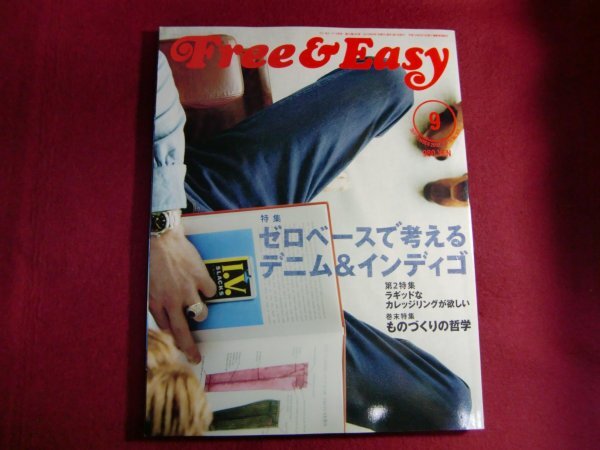 Free & Easy
9
特集
ゼロベースで考える
デニム&インディゴ
第2特集
ラギッドな
カレッジリングが欲しい
巻末特集
ものづくりの哲学
I.V.
SLACKS